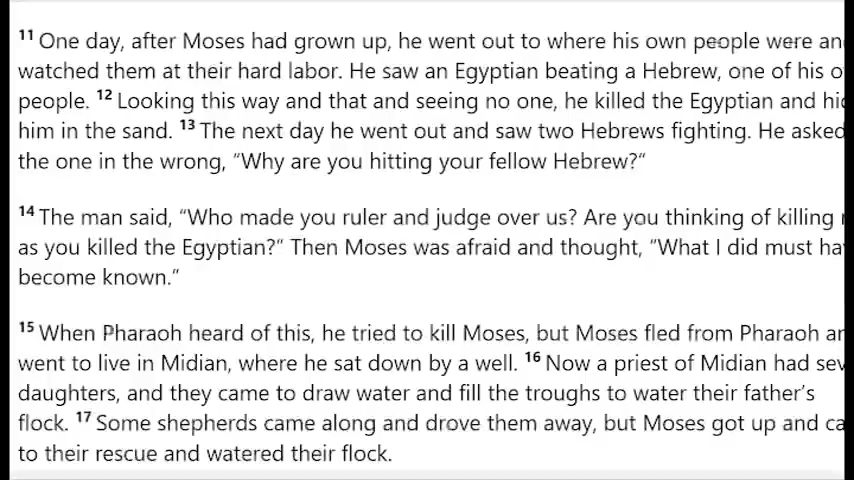 11 One day, after Moses had grown up, he went out to where his own people were
watched them at their hard labor. He saw an Egyptian beating a Hebrew, one of his
people. 12 Looking this way and that and seeing no one, he killed the Egyptian and
him in the sand. 13 The next day he went out and saw two Hebrews fighting. He asked
the one in the wrong, “Why are you hitting your fellow Hebrew?”
14 The man said, “Who made you ruler and judge over us? Are you thinking of killing
as you killed the Egyptian?” Then Moses was afraid and thought, “What I did must
become known.”
15 When Pharaoh heard of this, he tried to kill Moses, but Moses fled from Pharaoh
went to live in Midian, where he sat down by a well. 16 Now a priest of Midian had
daughters, and they came to draw water and fill the troughs to water their father’s
flock. 17 Some shepherds came along and drove them away, but Moses got up and
to their rescue and watered their flock.